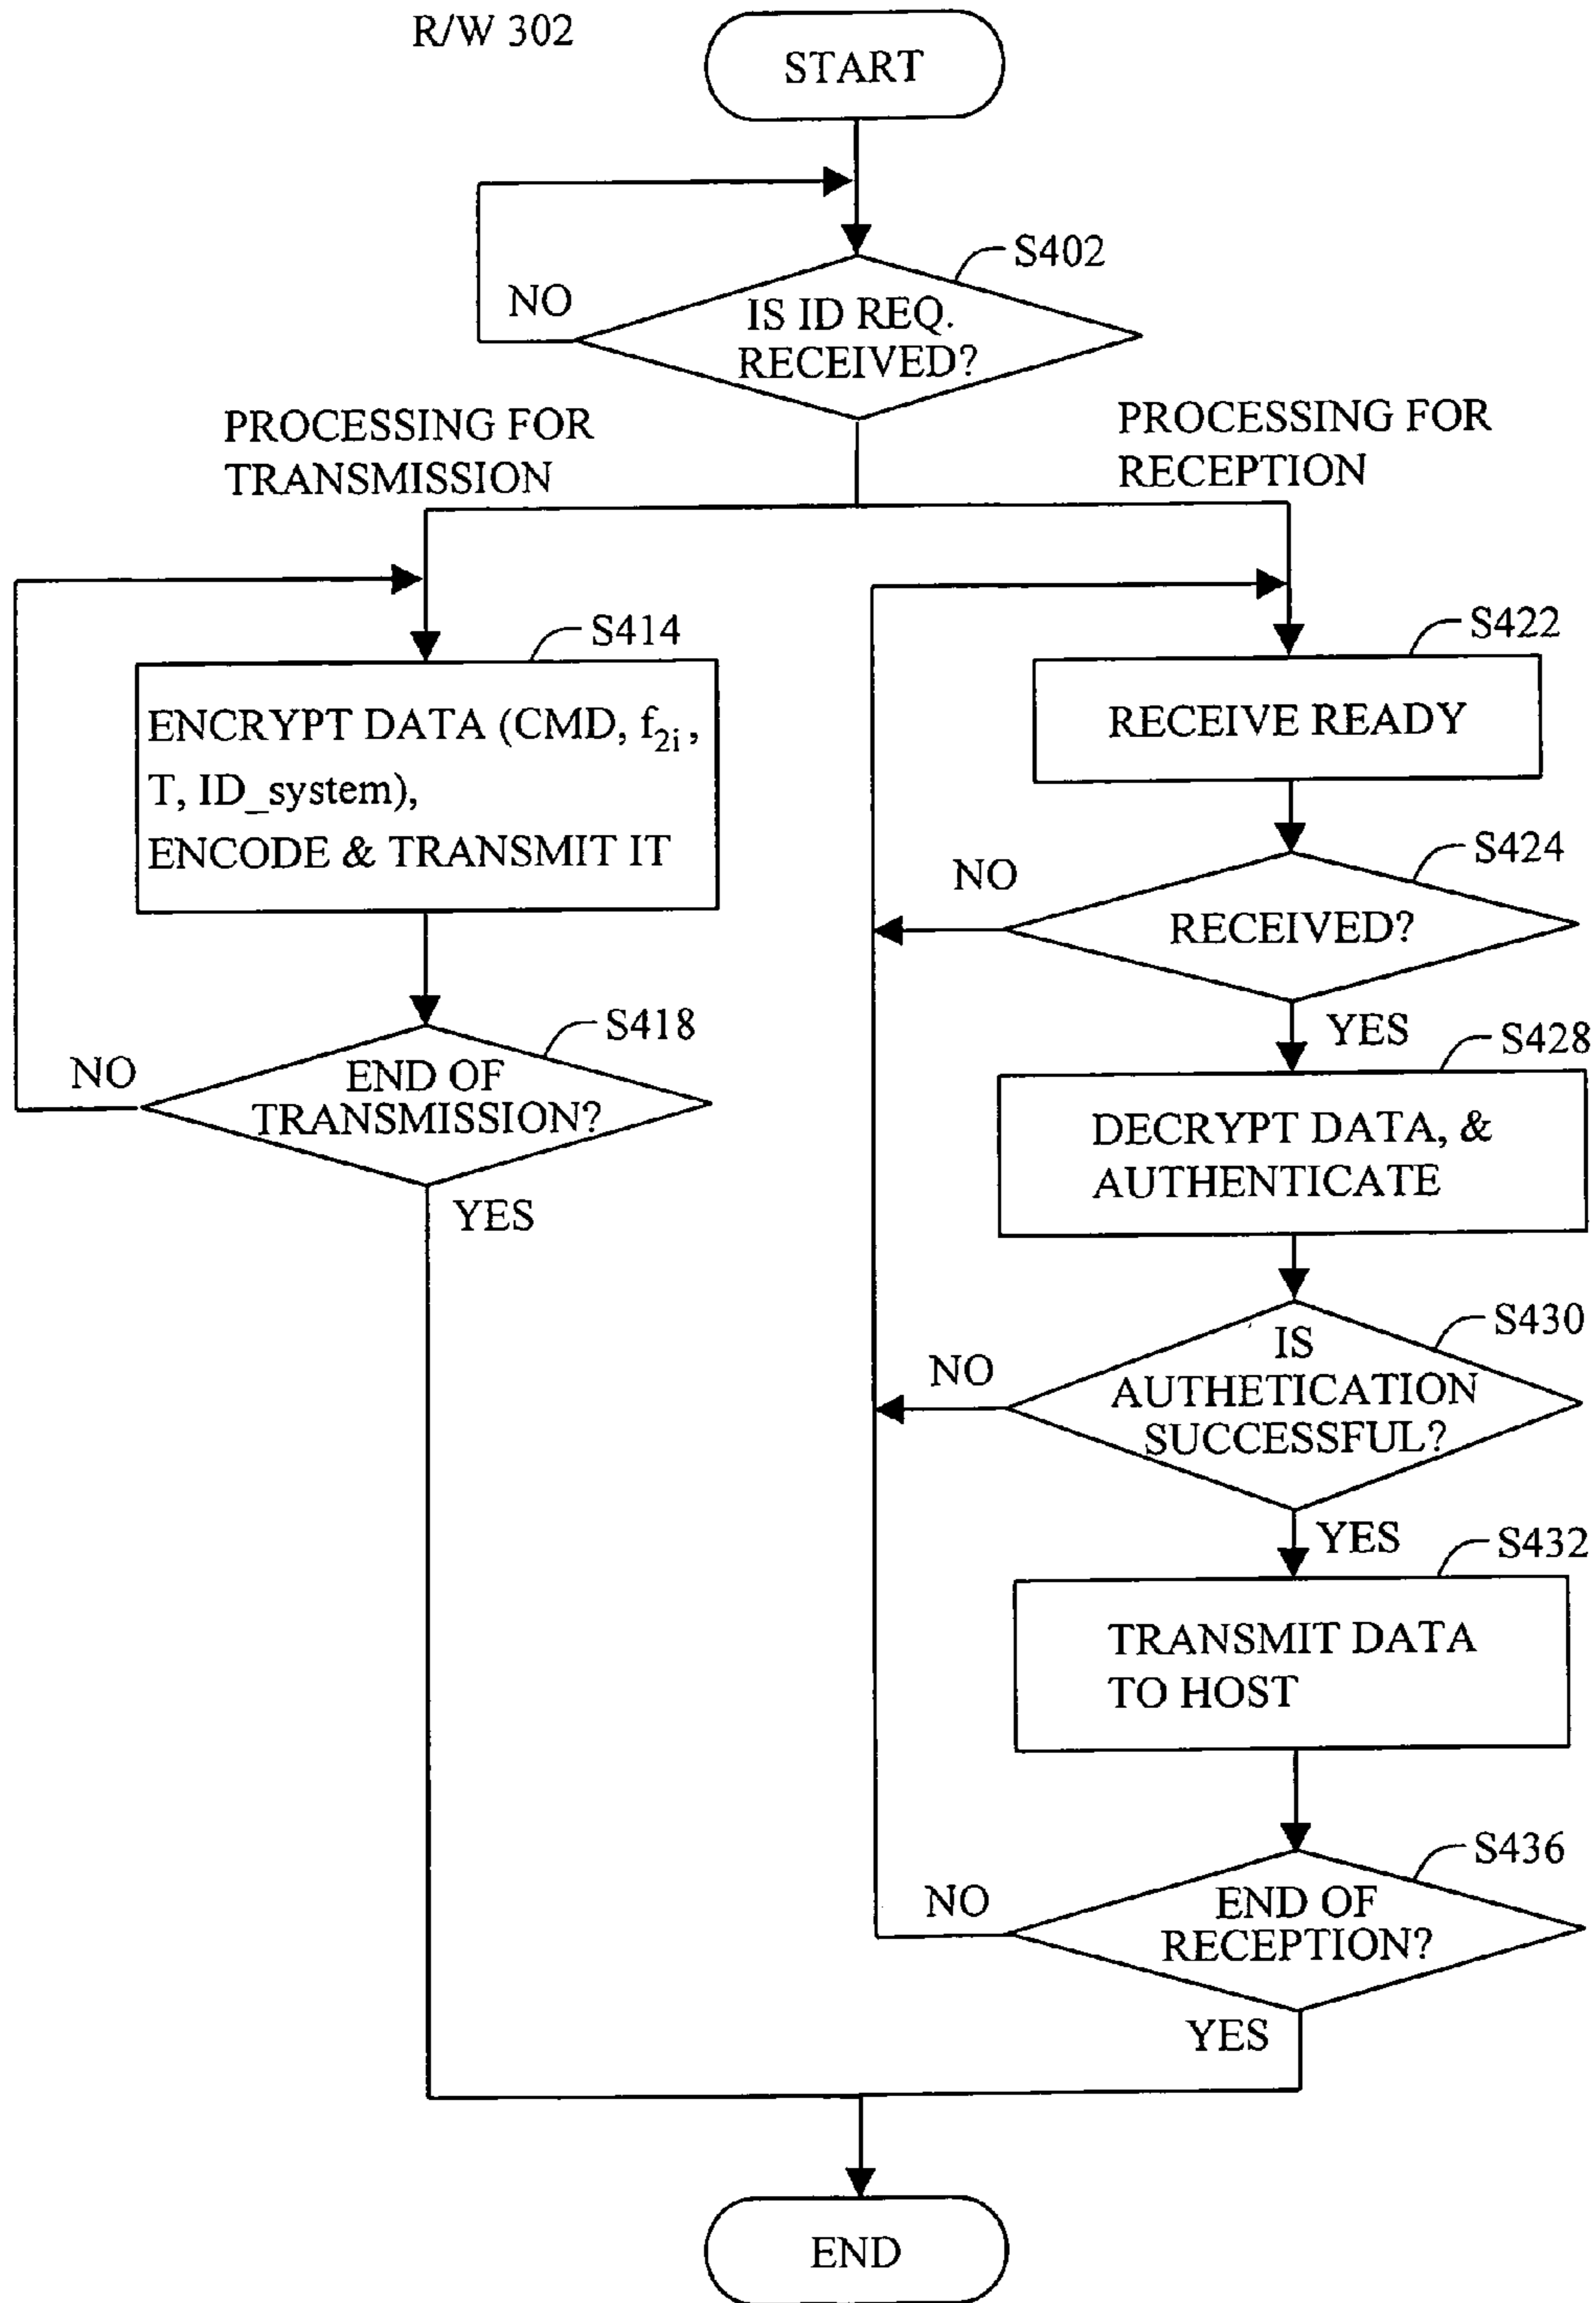 R/W 302
START
S402
NO
IS ID REQ.
RECEIVED?
PROCESSING FOR
TRANSMISSION
PROCESSING FOR
RECEPTION
S414
ENCRYPT DATA (CMD, f2i,
T, ID_system),
ENCODE & TRANSMIT IT
S418
NO
END OF
TRANSMISSION?
YES
S422
RECEIVE READY
S424
NO
RECEIVED?
YES
S428
DECRYPT DATA, &
AUTHENTICATE
S430
NO
IS
AUTHETICATION
SUCCESSFUL?
YES
S432
TRANSMIT DATA
TO HOST
S436
NO
END OF
RECEPTION?
YES
END